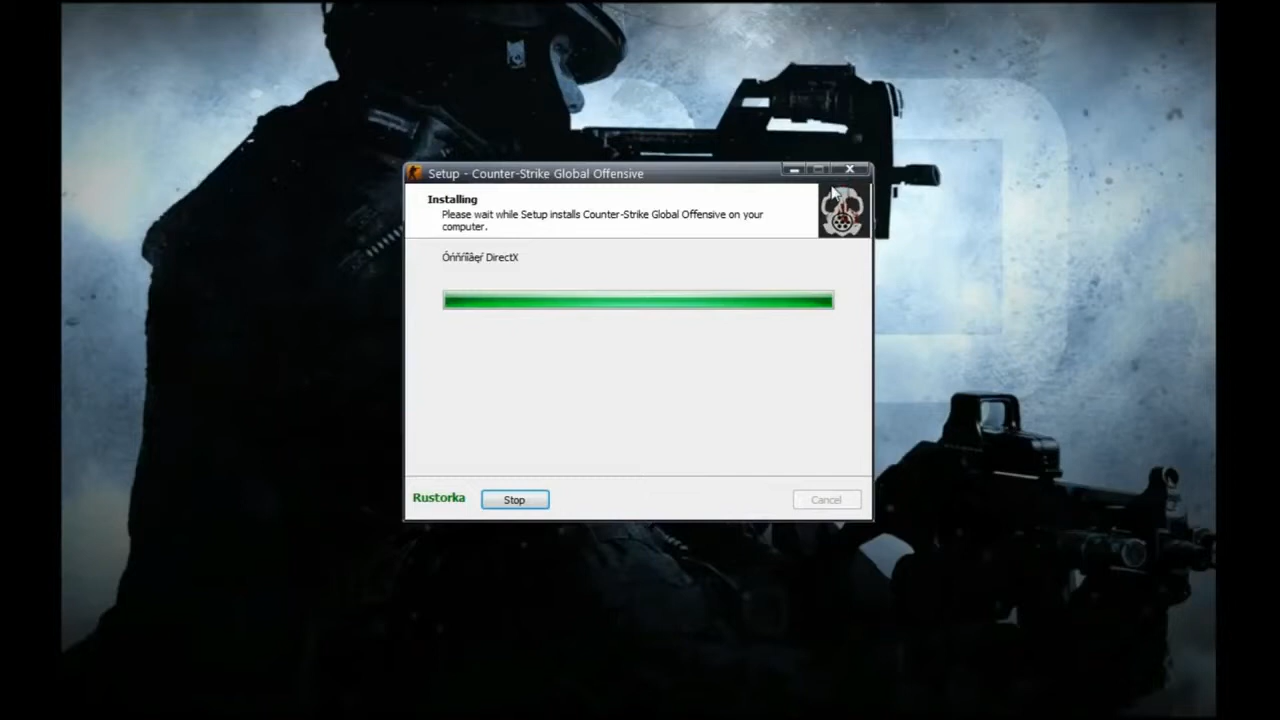 Setup - Counter-Strike Global Offensive
Installing
Please wait while Setup installs Counter-Strike Global Offensive on your
computer.
Óńňŕíîâęŕ DirectX
Rustorka
Stop
Cancel